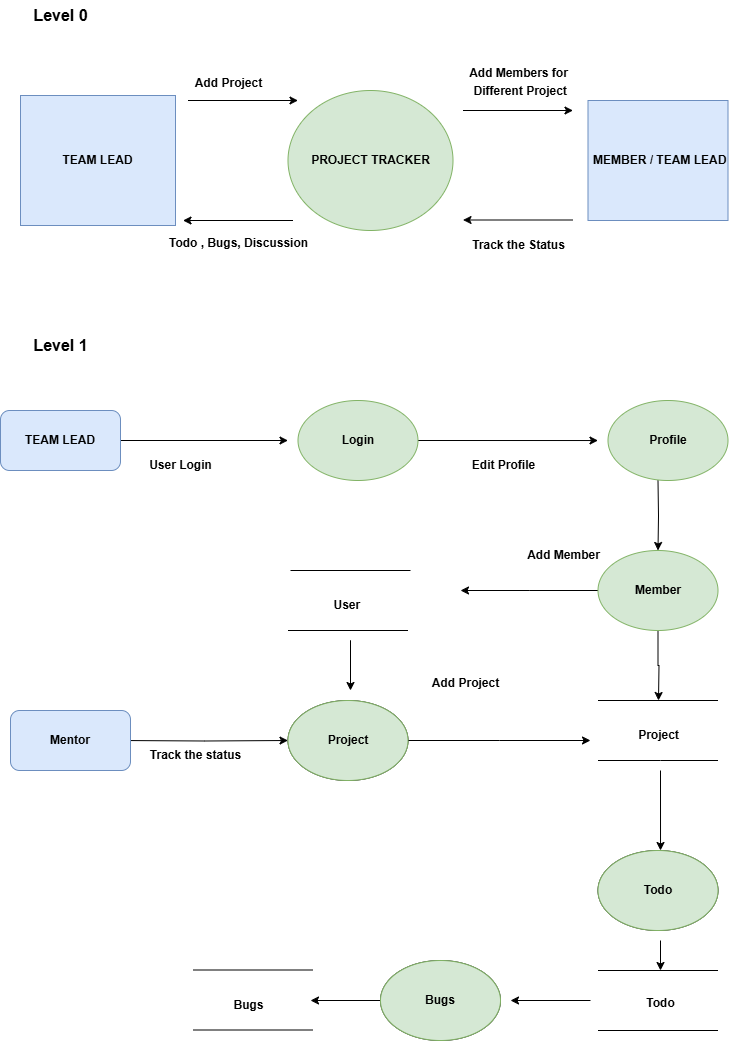 Level 0
Add Project
Add Members for
Different Project
TEAM LEAD
PROJECT TRACKER
MEMBER / TEAM LEAD
Todo , Bugs, Discussion
Track the Status
Level 1
TEAM LEAD
Login
Profile
User Login
Edit Profile
Add Member
Member
User
Add Project
Mentor
Project
Project
Track the status
Todo
Bugs
Bugs
Todo